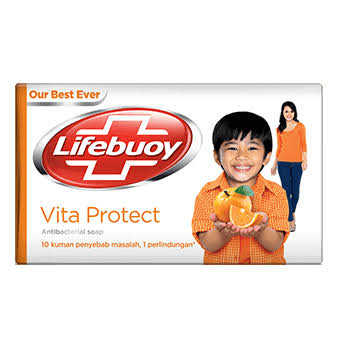 Our Best Ever
Lifebuoy
Vita Protect
Antibacterial soap
10 kuman penyebab masalah, 1 perlindungan*